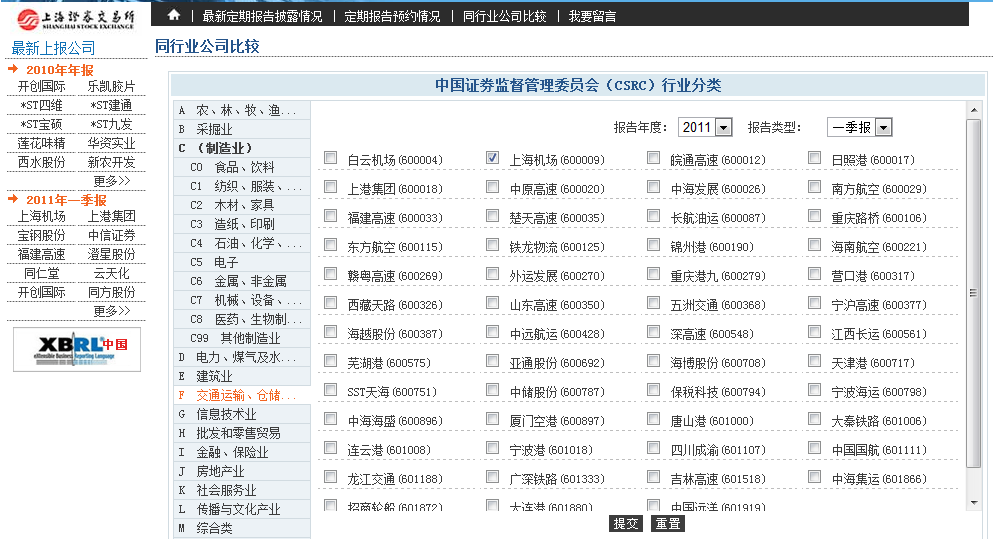 上海證券交易所
SHANGHAI STOCK EXCHANGE
最新定期报告披露情况 | 定期报告预约情况 | 同行业公司比较 | 我要留言
最新上报公司
2010年年报
开创国际 乐凯胶片
*ST四维 *ST建通
*ST宝硕 *ST九发
莲花味精 华资实业
西水股份 新农开发
更多>>
2011年一季报
上海机场 上港集团
宝钢股份 中信证券
福建高速 澄星股份
同仁堂 云天化
开创国际 同方股份
更多>>
XBRL中国
eXtensible Business Reporting Language
同行业公司比较
中国证券监督管理委员会（CSRC）行业分类
A 农、林、牧、渔...
B 采掘业
C （制造业）
C0 食品、饮料
C1 纺织、服装、...
C2 木材、家具
C3 造纸、印刷
C4 石油、化学、...
C5 电子
C6 金属、非金属
C7 机械、设备、...
C8 医药、生物制...
C99 其他制造业
D 电力、煤气及水...
E 建筑业
F 交通运输、仓储...
G 信息技术业
H 批发和零售贸易
I 金融、保险业
J 房地产业
K 社会服务业
L 传播与文化产业
M 综合类
报告年度： 2011 报告类型： 一季报
白云机场(600004) 上海机场(600009) 皖通高速(600012) 日照港(600017)
上港集团(600018) 中原高速(600020) 中海发展(600026) 南方航空(600029)
福建高速(600033) 楚天高速(600035) 长航油运(600087) 重庆路桥(600106)
东方航空(600115) 铁龙物流(600125) 锦州港(600190) 海南航空(600221)
赣粤高速(600269) 外运发展(600270) 重庆港九(600279) 营口港(600317)
西藏天路(600326) 山东高速(600350) 五洲交通(600368) 宁沪高速(600377)
海越股份(600387) 中远航运(600428) 深高速(600548) 江西长运(600561)
芜湖港(600575) 亚通股份(600692) 海博股份(600708) 天津港(600717)
SST天海(600751) 中储股份(600787) 保税科技(600794) 宁波海运(600798)
中海海盛(600896) 厦门空港(600897) 唐山港(601000) 大秦铁路(601006)
连云港(601008) 宁波港(601018) 四川成渝(601107) 中国国航(601111)
龙江交通(601188) 广深铁路(601333) 吉林高速(601518) 中海集运(601866)
招商轮船(601872) 大连港(601880) 中国远洋(601919)
提交 重置